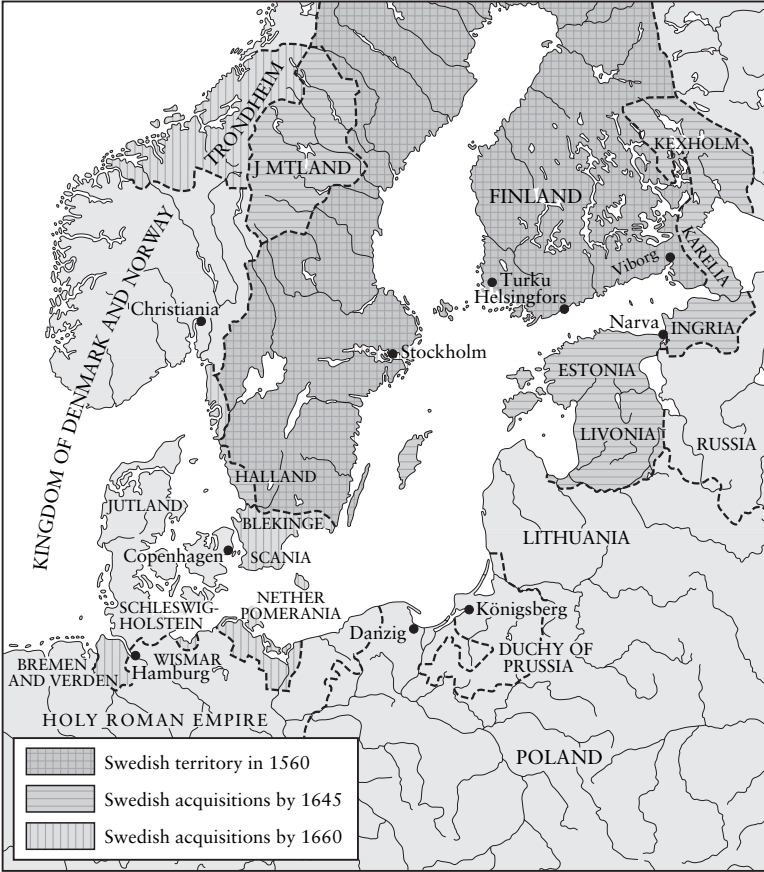 TRONDHEIM
J MTLAND
KEXHOLM
FINLAND
KARELIA
Viborg
KINGDOM OF DENMARK AND NORWAY
Christiania
Turku
Helsingfors
Narva
INGRIA
Stockholm
ESTONIA
LIVONIA
RUSSIA
HALLAND
JUTLAND
BLEKINGE
Copenhagen
SCANIA
LITHUANIA
NETHER
POMERANIA
SCHLESWIG-
HOLSTEIN
Königsberg
Danzig
DUCHY OF
PRUSSIA
BREMEN
AND VERDEN
WISMAR
Hamburg
HOLY ROMAN EMPIRE
POLAND
Swedish territory in 1560
Swedish acquisitions by 1645
Swedish acquisitions by 1660